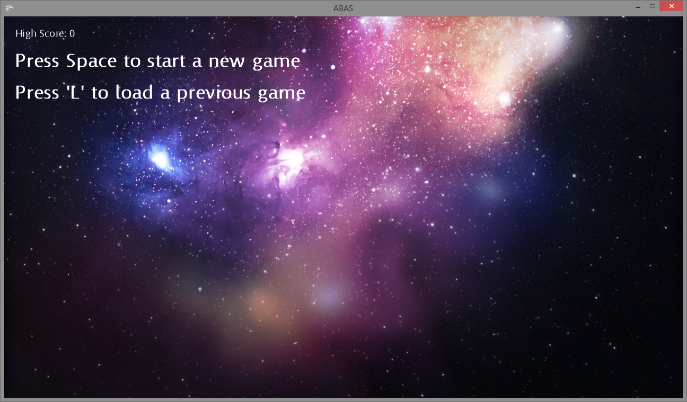 ABAS
High Score: 0
Press Space to start a new game
Press 'L' to load a previous game